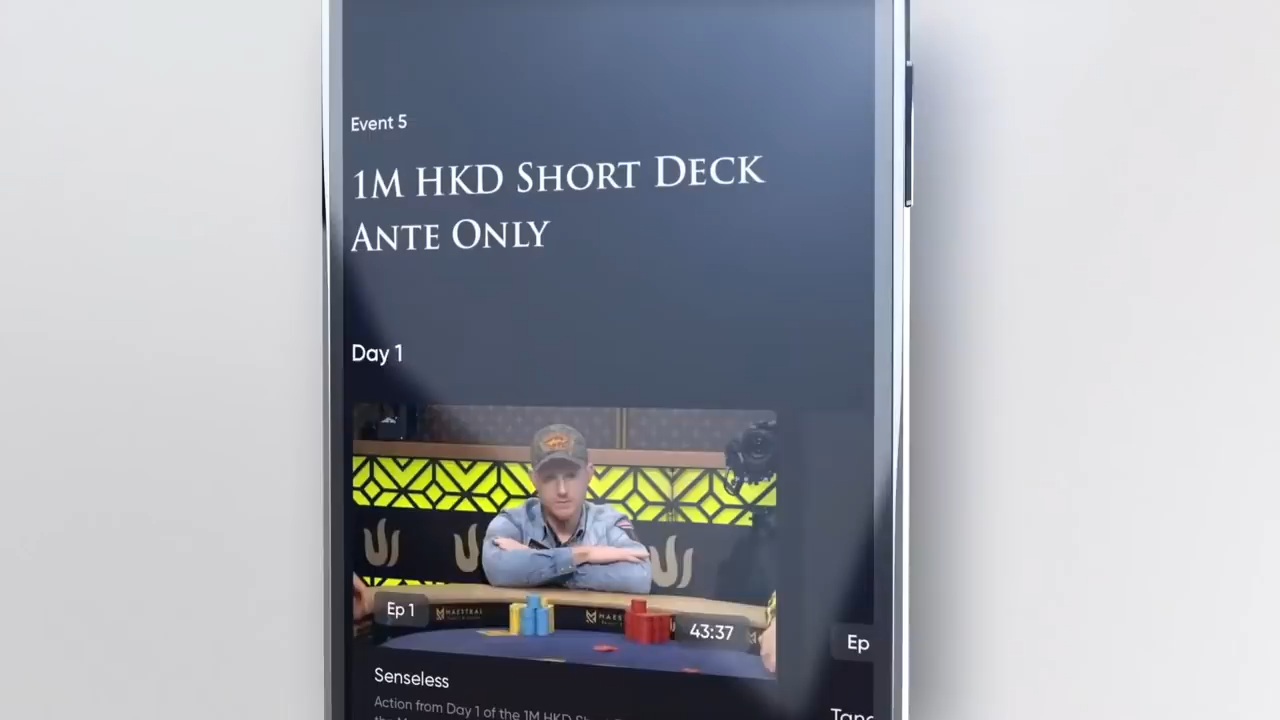 Event 5
1M HKD SHORT DECK
ANTE ONLY
Day 1
Ep 1
MAESTRAL
43:37
Ep
Senseless
Action from Day 1 of the 1M HKD